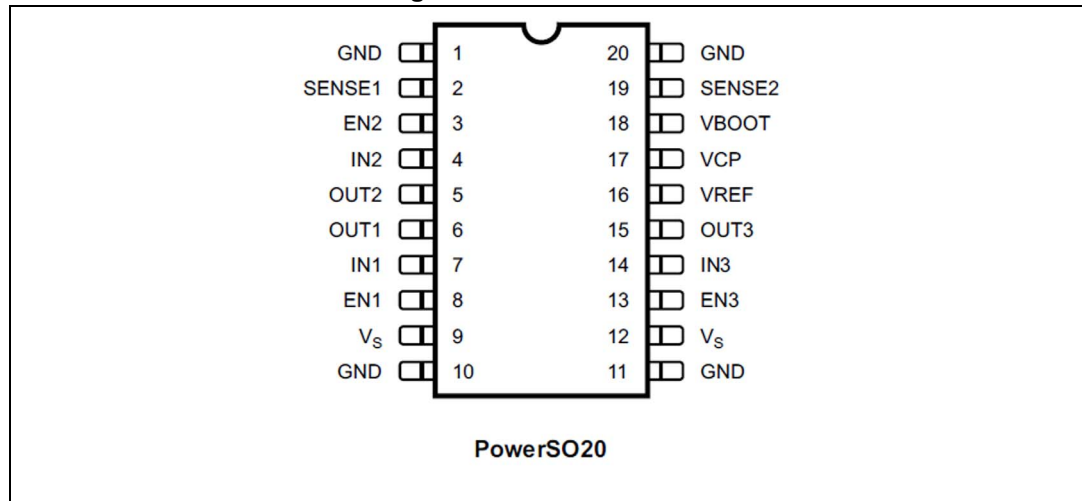 GND 1 20 GND
SENSE1 2 19 SENSE2
EN2 3 18 VBOOT
IN2 4 17 VCP
OUT2 5 16 VREF
OUT1 6 15 OUT3
IN1 7 14 IN3
EN1 8 13 EN3
VS 9 12 VS
GND 10 11 GND
PowerSO20